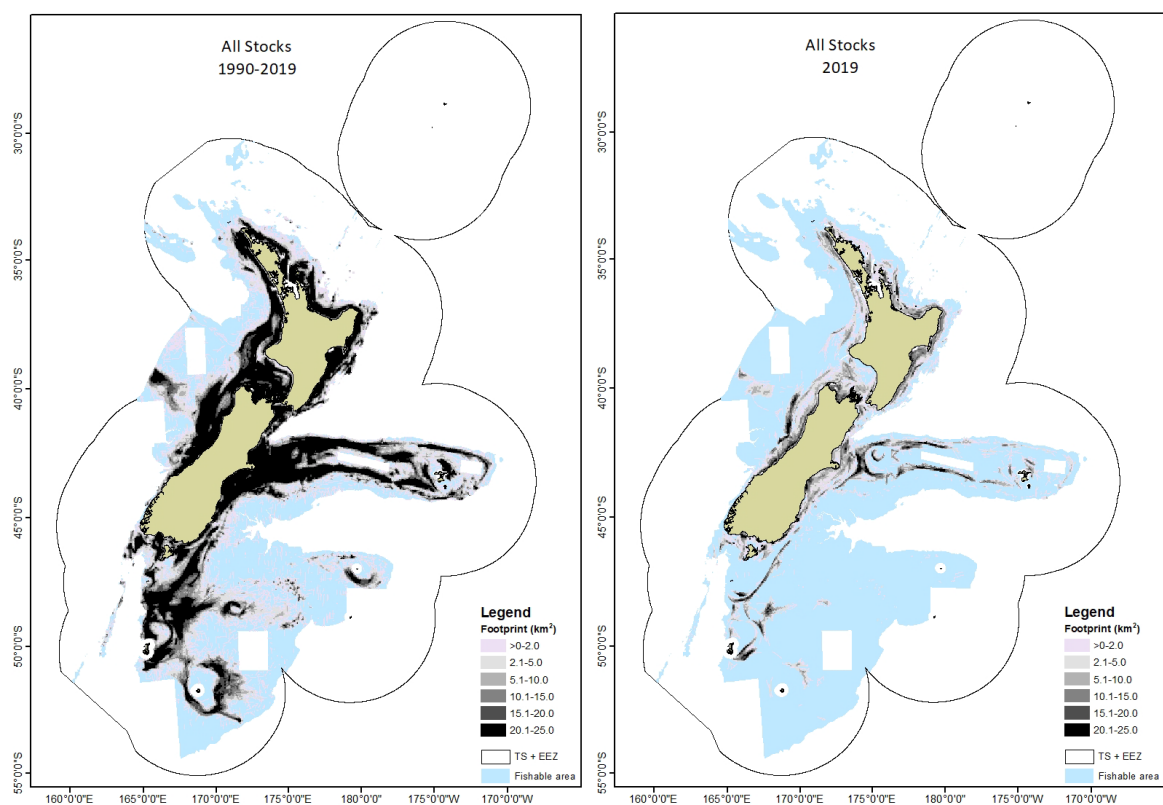 All Stocks
1990-2019
30°0'0"S
35°0'0"S
40°0'0"S
45°0'0"S
50°0'0"S
55°0'0"S
Legend
Footprint (km²)
>0-2.0
2.1-5.0
5.1-10.0
10.1-15.0
15.1-20.0
20.1-25.0
TS + EEZ
Fishable area
160°0'0"E 165°0'0"E 170°0'0"E 175°0'0"E 180°0'0" 175°0'0"W 170°0'0"W
All Stocks
2019
30°0'0"S
35°0'0"S
40°0'0"S
45°0'0"S
50°0'0"S
55°0'0"S
Legend
Footprint (km²)
>0-2.0
2.1-5.0
5.1-10.0
10.1-15.0
15.1-20.0
20.1-25.0
TS + EEZ
Fishable area
160°0'0"E 165°0'0"E 170°0'0"E 175°0'0"E 180°0'0" 175°0'0"W 170°0'0"W